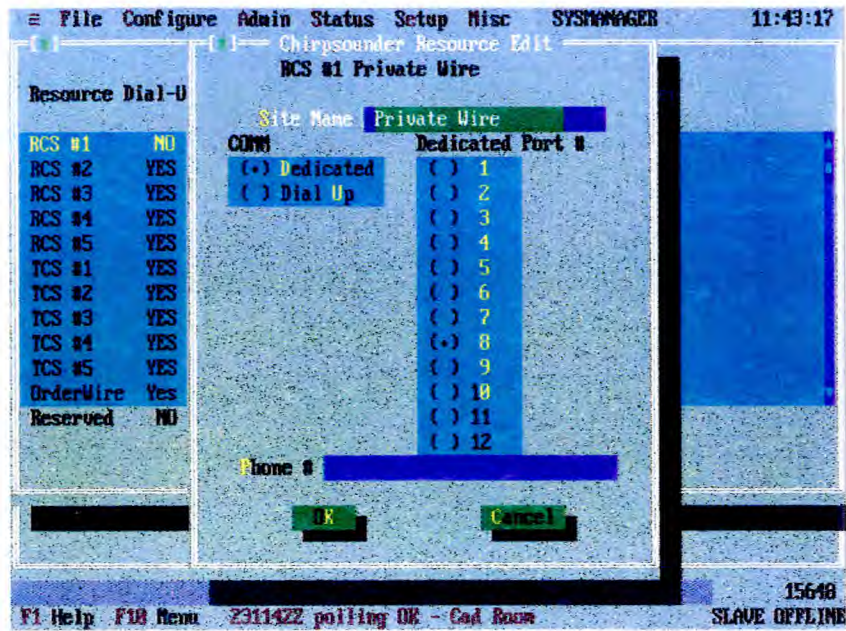 ≡ File Configure Admin Status Setup Misc SYSMANAGER 11:43:17
Chirpsounder Resource Edit
RCS #1 Private Wire
Resource Dial-U
Site Name Private Wire
COMM Dedicated Port #
RCS #1 NO
RCS #2 YES
RCS #3 YES
RCS #4 YES
RCS #5 YES
TCS #1 YES
TCS #2 YES
TCS #3 YES
TCS #4 YES
TCS #5 YES
OrderWire Yes
Reserved NO
(•) Dedicated
( ) Dial Up
( ) 1
( ) 2
( ) 3
( ) 4
( ) 5
( ) 6
( ) 7
(•) 8
( ) 9
( ) 10
( ) 11
( ) 12
Phone #
OK Cancel
15640
F1 Help F10 Menu 231142Z polling OK - Cad Room SLAVE OFFLINE